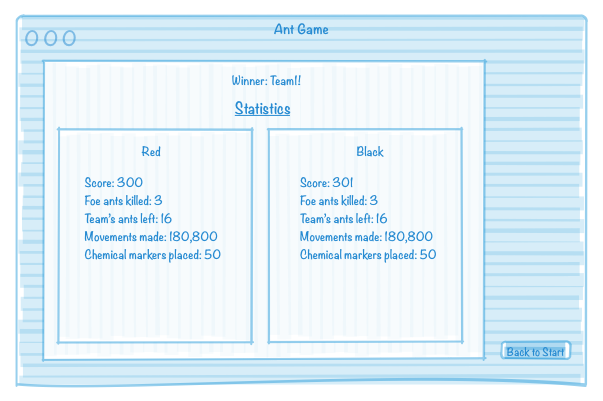 Ant Game
Winner: Team1!
Statistics
Red
Score: 300
Foe ants killed: 3
Team's ants left: 16
Movements made: 180,800
Chemical markers placed: 50
Black
Score: 301
Foe ants killed: 3
Team's ants left: 16
Movements made: 180,800
Chemical markers placed: 50
Back to Start